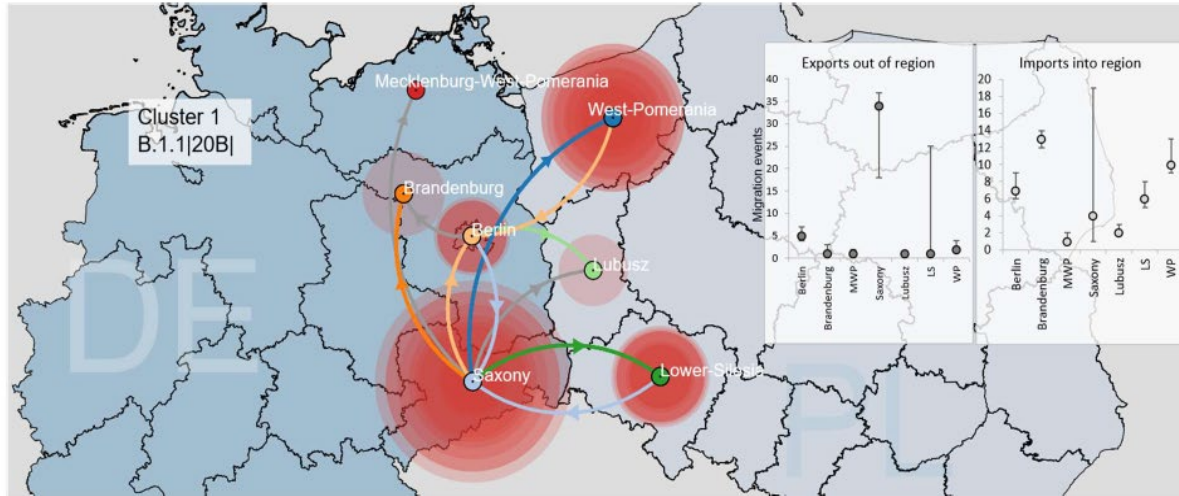 Mecklenburg-West-Pomerania
West-Pomerania
Cluster 1
B.1.1|20B|
Brandenburg
Berlin
Lubusz
Saxony
Lower-Silesia
DE
PL
Exports out of region
Migration events
40
35
30
25
20
15
10
5
0
Berlin
Brandenburg
MWP
Saxony
Lubusz
LS
WP
Imports into region
20
18
16
14
12
10
8
6
4
2
0
Berlin
Brandenburg
MWP
Saxony
Lubusz
LS
WP